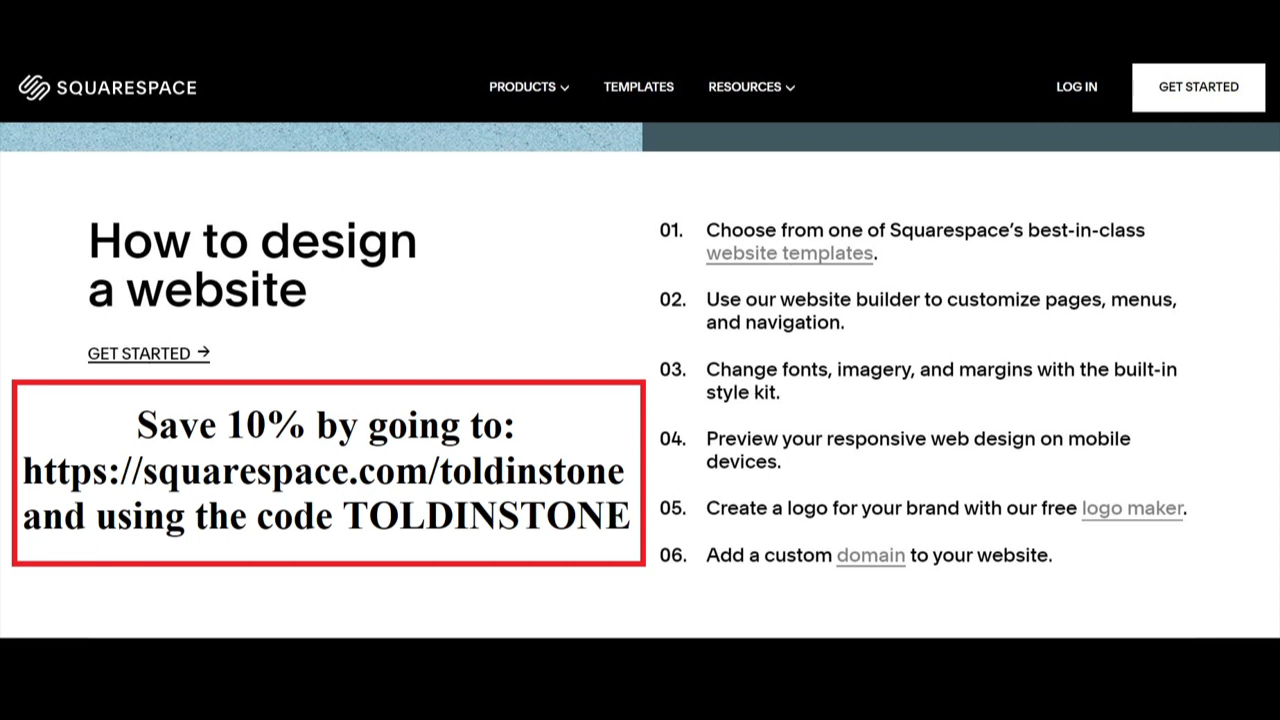 SQUARESPACE
PRODUCTS
TEMPLATES
RESOURCES
LOG IN
GET STARTED
How to design
a website
GET STARTED →
Save 10% by going to:
https://squarespace.com/toldinstone
and using the code TOLDINSTONE
01. Choose from one of Squarespace’s best-in-class
website templates.
02. Use our website builder to customize pages, menus,
and navigation.
03. Change fonts, imagery, and margins with the built-in
style kit.
04. Preview your responsive web design on mobile
devices.
05. Create a logo for your brand with our free logo maker.
06. Add a custom domain to your website.